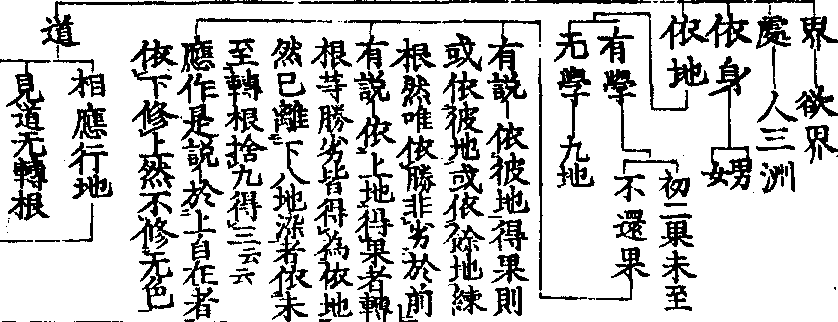 界 欲界
處 人三洲
依身 男
女
依地
有學 初二果未至
不還果
无學 九地
有説 依彼地得果則
或依彼地或依餘地練
根然唯依勝非劣於前
有説 依上地得果者轉
根等勝劣皆得為依地
然已離下八地染者依未
至轉根捨九得三云云
應作是説於上自在者
依下修上然不修无色
道 相應行地
見道无轉根